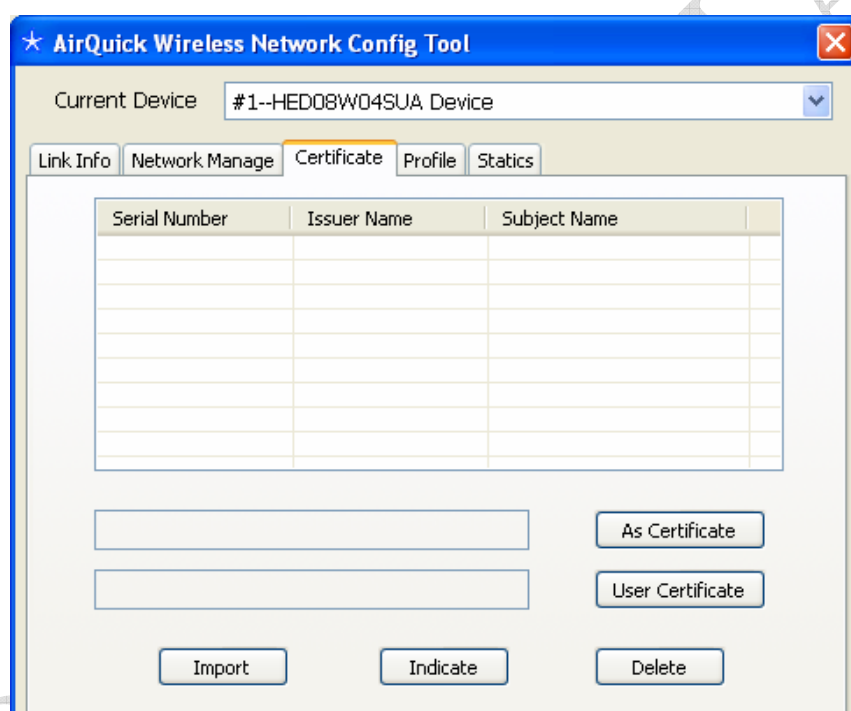 AirQuick Wireless Network Config Tool
Current Device #1--HED08W04SUA Device
Link Info Network Manage Certificate Profile Statics
Serial Number Issuer Name Subject Name
As Certificate
User Certificate
Import Indicate Delete